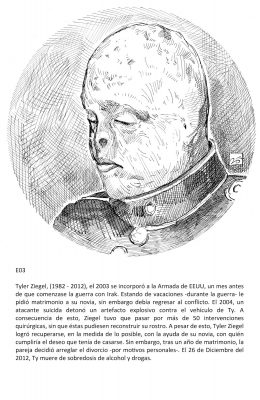 E03
Tyler Ziegel, (1982 - 2012), el 2003 se incorporó a la Armada de EEUU, un mes antes
de que comenzase la guerra con Irak. Estando de vacaciones -durante la guerra- le
pidió matrimonio a su novia, sin embargo debía regresar al conflicto. El 2004, un
atacante suicida detonó un artefacto explosivo contra el vehículo de Ty. A
consecuencia de esto, Ziegel tuvo que pasar por más de 50 intervenciones
quirúrgicas, sin que éstas pudiesen reconstruir su rostro. A pesar de esto, Tyler Ziegel
logró recuperarse, en la medida de lo posible, con la ayuda de su novia, con quién
cumpliría el deseo que tenía de casarse. Sin embargo, tras un año de matrimonio, la
pareja decidió arreglar el divorcio -por motivos personales-. El 26 de Diciembre del
2012, Ty muere de sobredosis de alcohol y drogas.